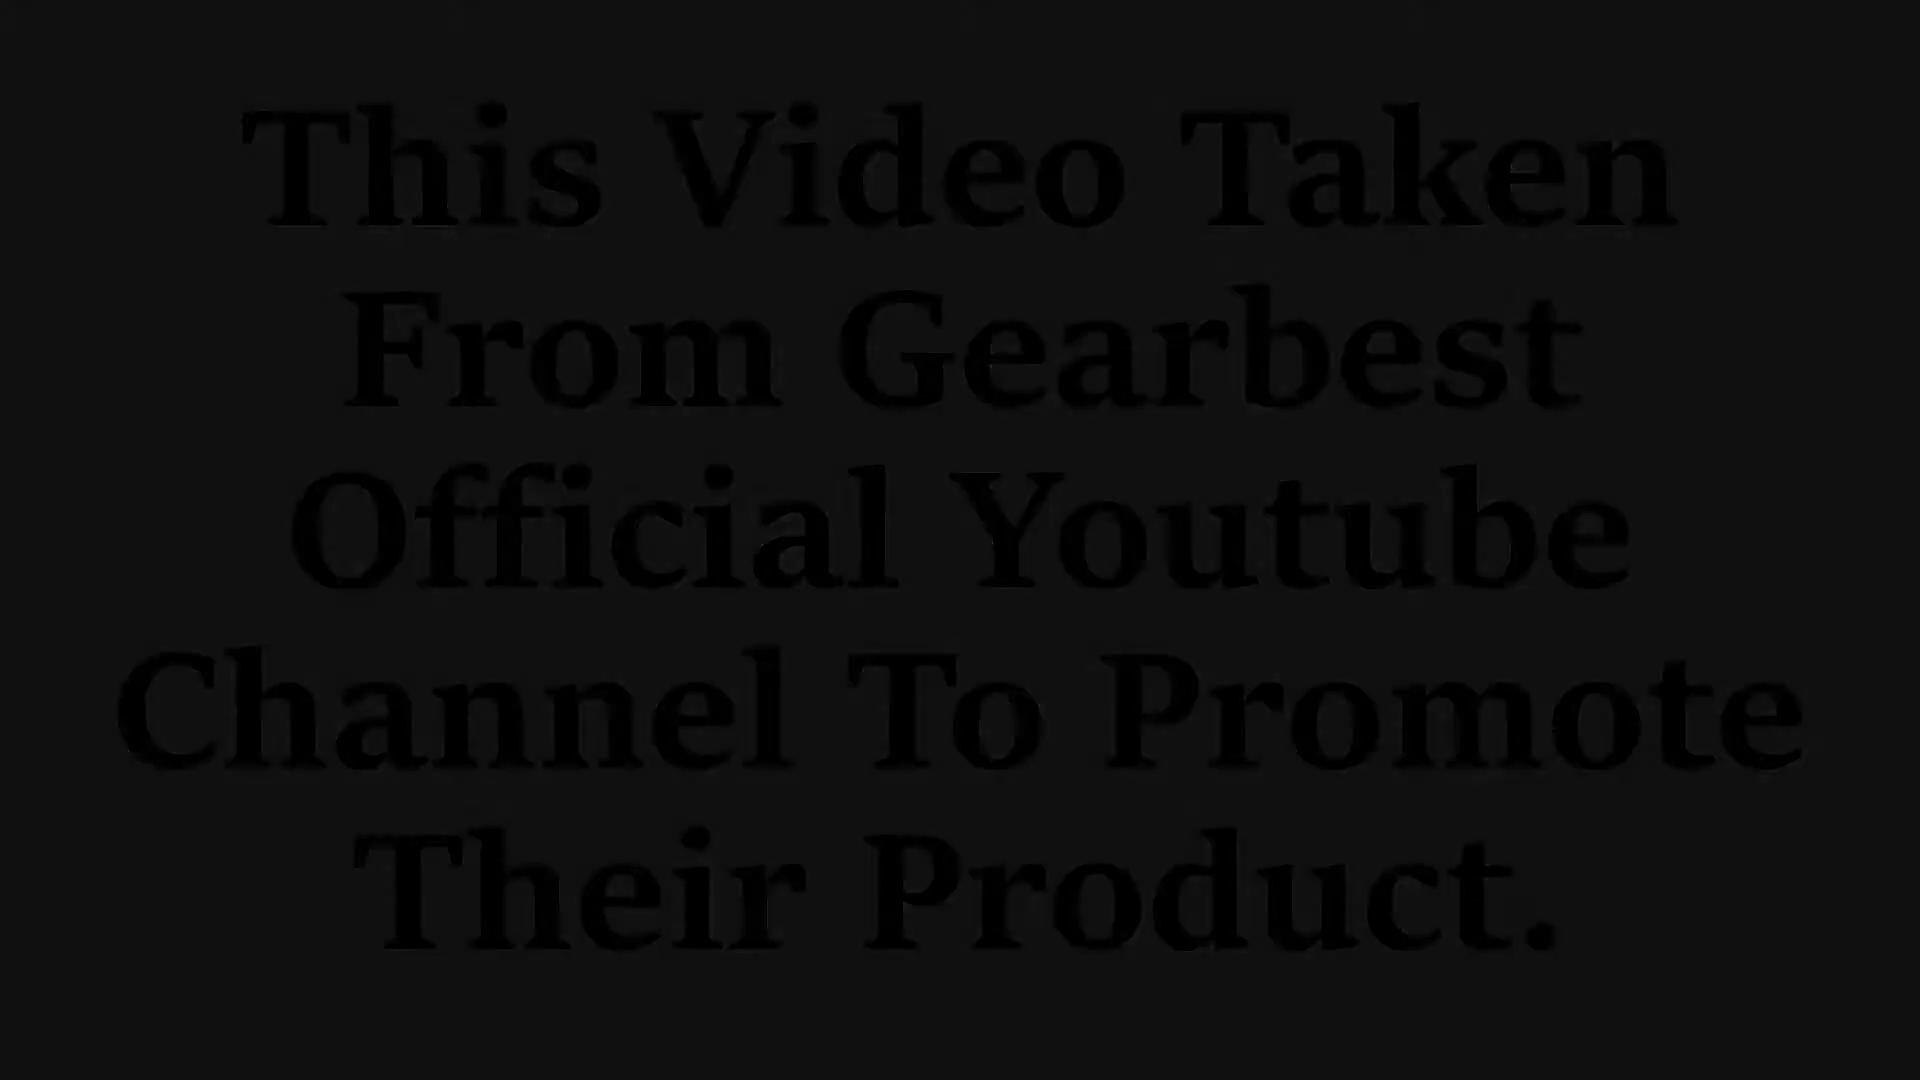 This Video Taken
From Gearbest
Official Youtube
Channel To Promote
Their Product.